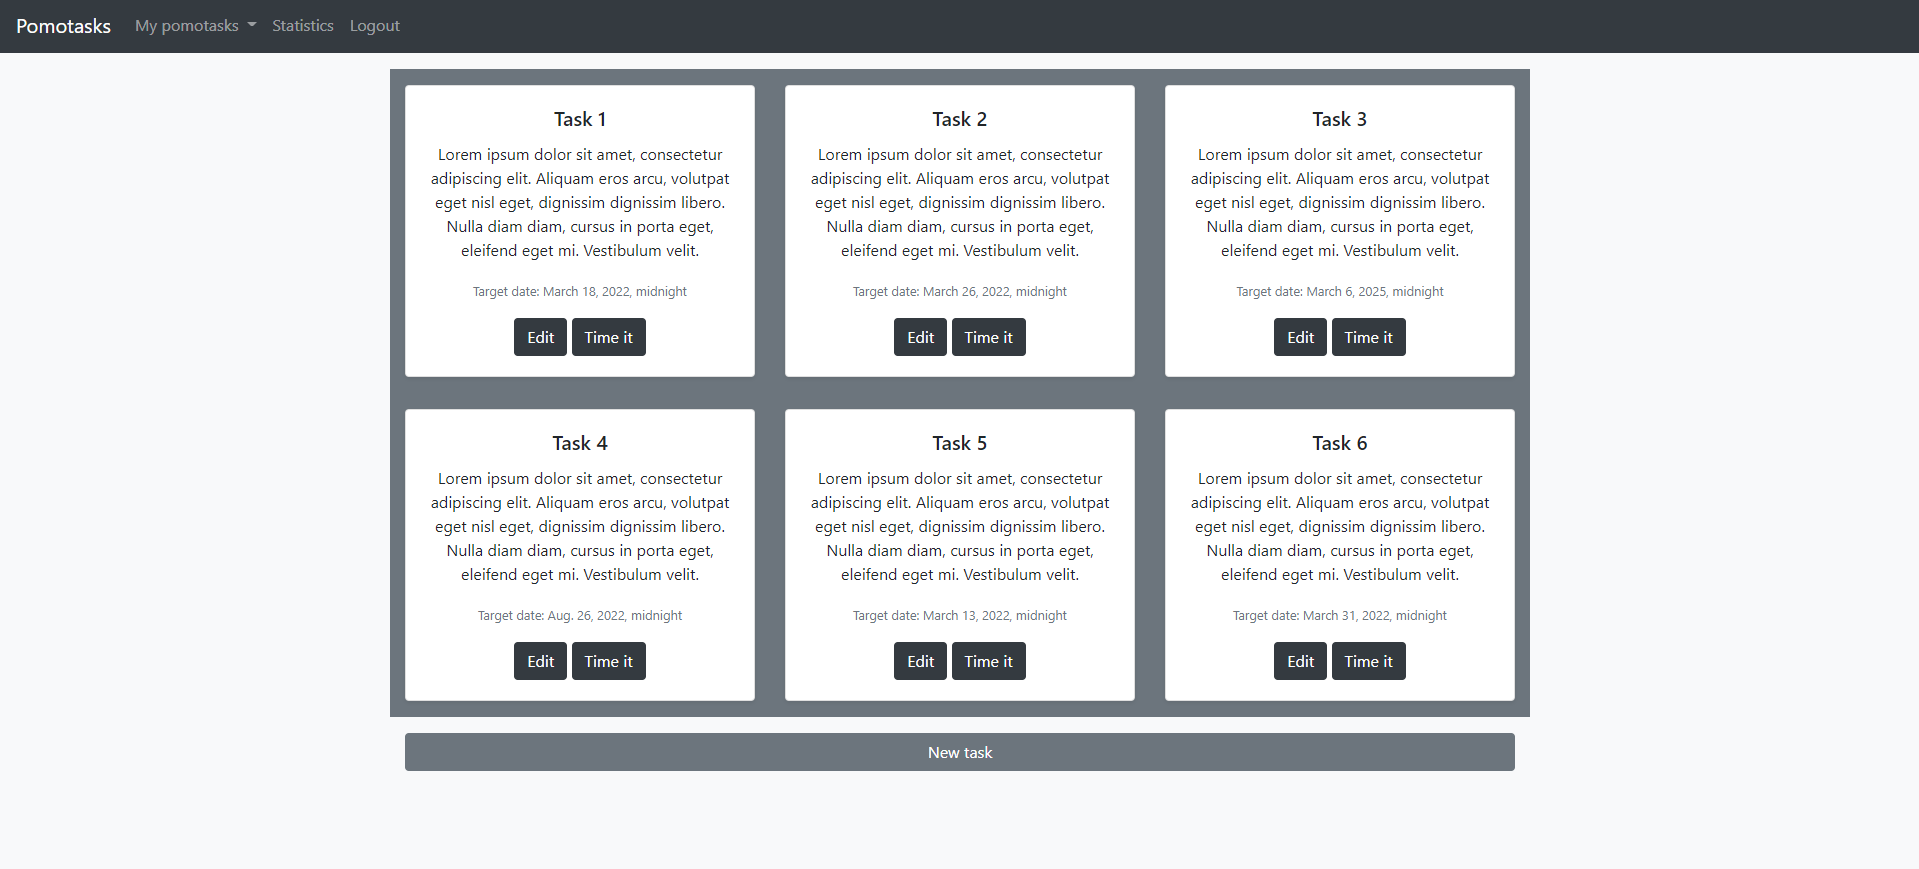 Pomotasks My pomotasks Statistics Logout
Task 1
Lorem ipsum dolor sit amet, consectetur
adipiscing elit. Aliquam eros arcu, volutpat
eget nisl eget, dignissim dignissim libero.
Nulla diam diam, cursus in porta eget,
eleifend eget mi. Vestibulum velit.
Target date: March 18, 2022, midnight
Edit Time it
Task 2
Lorem ipsum dolor sit amet, consectetur
adipiscing elit. Aliquam eros arcu, volutpat
eget nisl eget, dignissim dignissim libero.
Nulla diam diam, cursus in porta eget,
eleifend eget mi. Vestibulum velit.
Target date: March 26, 2022, midnight
Edit Time it
Task 3
Lorem ipsum dolor sit amet, consectetur
adipiscing elit. Aliquam eros arcu, volutpat
eget nisl eget, dignissim dignissim libero.
Nulla diam diam, cursus in porta eget,
eleifend eget mi. Vestibulum velit.
Target date: March 6, 2025, midnight
Edit Time it
Task 4
Lorem ipsum dolor sit amet, consectetur
adipiscing elit. Aliquam eros arcu, volutpat
eget nisl eget, dignissim dignissim libero.
Nulla diam diam, cursus in porta eget,
eleifend eget mi. Vestibulum velit.
Target date: Aug. 26, 2022, midnight
Edit Time it
Task 5
Lorem ipsum dolor sit amet, consectetur
adipiscing elit. Aliquam eros arcu, volutpat
eget nisl eget, dignissim dignissim libero.
Nulla diam diam, cursus in porta eget,
eleifend eget mi. Vestibulum velit.
Target date: March 13, 2022, midnight
Edit Time it
Task 6
Lorem ipsum dolor sit amet, consectetur
adipiscing elit. Aliquam eros arcu, volutpat
eget nisl eget, dignissim dignissim libero.
Nulla diam diam, cursus in porta eget,
eleifend eget mi. Vestibulum velit.
Target date: March 31, 2022, midnight
Edit Time it
New task